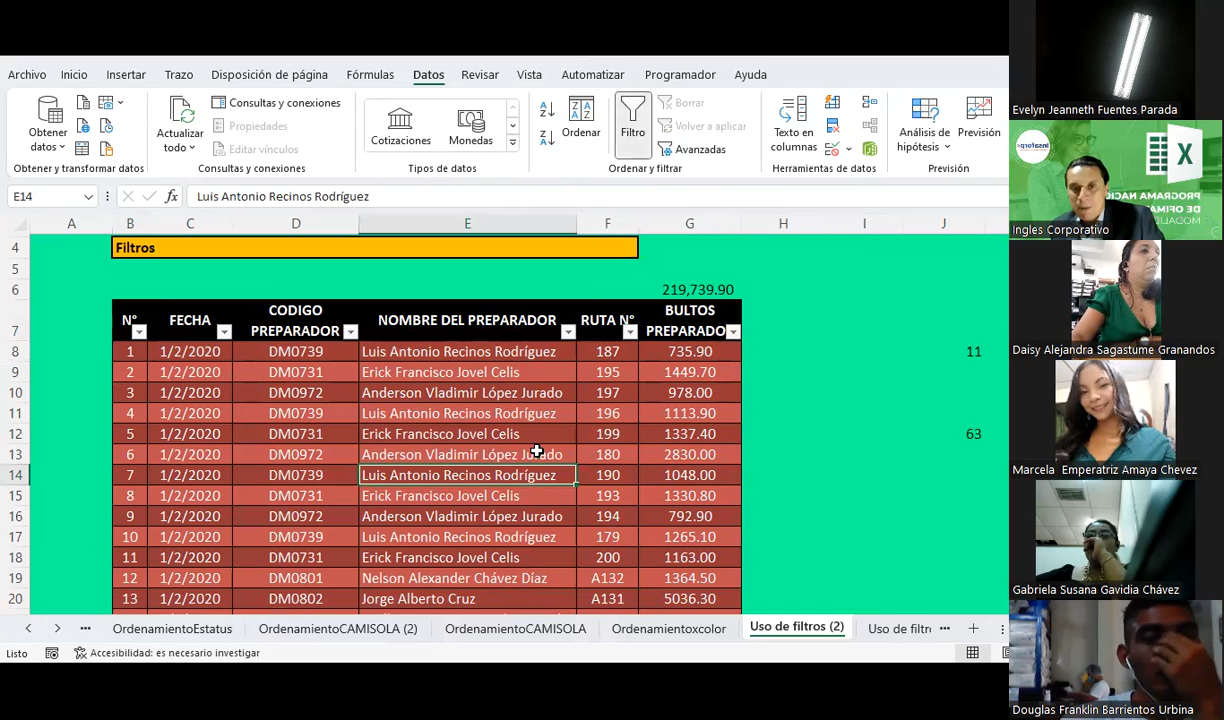 Archivo Inicio Insertar Trazo Disposición de página Fórmulas Datos Revisar Vista Automatizar Programador Ayuda
Obtener datos
Actualizar todo
Consultas y conexiones
Propiedades
Editar vínculos
Cotizaciones Monedas
Ordenar
Filtro
Borrar
Volver a aplicar
Avanzadas
Texto en columnas
Análisis de hipótesis
Previsión
Obtener y transformar datos Consultas y conexiones Tipos de datos Ordenar y filtrar Herramientas de datos Previsión
E14 fx Luis Antonio Recinos Rodríguez
A B C D E F G H I J
4 Filtros
5
6 219,739.90
7 N° FECHA CODIGO PREPARADOR NOMBRE DEL PREPARADOR RUTA N° BULTOS PREPARADO
8 1 1/2/2020 DM0739 Luis Antonio Recinos Rodríguez 187 735.90 11
9 2 1/2/2020 DM0731 Erick Francisco Jovel Celis 195 1449.70
10 3 1/2/2020 DM0972 Anderson Vladimir López Jurado 197 978.00
11 4 1/2/2020 DM0739 Luis Antonio Recinos Rodríguez 196 1113.90
12 5 1/2/2020 DM0731 Erick Francisco Jovel Celis 199 1337.40 63
13 6 1/2/2020 DM0972 Anderson Vladimir López Jurado 180 2830.00
14 7 1/2/2020 DM0739 Luis Antonio Recinos Rodríguez 190 1048.00
15 8 1/2/2020 DM0731 Erick Francisco Jovel Celis 193 1330.80
16 9 1/2/2020 DM0972 Anderson Vladimir López Jurado 194 792.90
17 10 1/2/2020 DM0739 Luis Antonio Recinos Rodríguez 179 1265.10
18 11 1/2/2020 DM0731 Erick Francisco Jovel Celis 200 1163.00
19 12 1/2/2020 DM0801 Nelson Alexander Chávez Díaz A132 1364.50
20 13 1/2/2020 DM0802 Jorge Alberto Cruz A131 5036.30
OrdenamientoEstatus OrdenamientoCAMISOLA (2) OrdenamientoCAMISOLA Ordenamientoxcolor Uso de filtros (2) Uso de filtr
Listo Accesibilidad: es necesario investigar
Evelyn Jeanneth Fuentes Parada
X
PROGRAMA NACI
DE OFIMA
MODAL
Ingles Corporativo
Daisy Alejandra Sagastume Granandos
Marcela Emperatriz Amaya Chevez
Gabriela Susana Gavidia Chávez
Douglas Franklin Barrientos Urbina